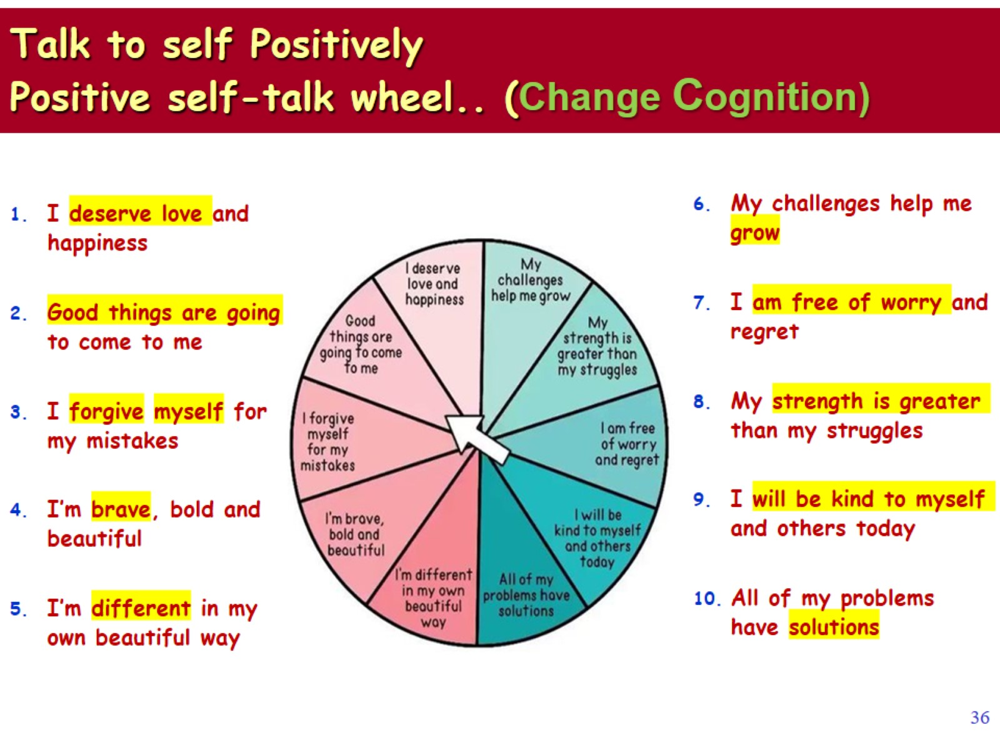 Talk to self Positively
Positive self-talk wheel.. (Change Cognition)
1. I deserve love and
happiness
2. Good things are going
to come to me
3. I forgive myself for
my mistakes
4. I'm brave, bold and
beautiful
5. I'm different in my
own beautiful way
I deserve
love and
happiness
My
challenges
help me grow
Good
things are
going to come
to me
My
strength is
greater than
my struggles
I forgive
myself
for my
mistakes
I am free
of worry
and regret
I'm brave,
bold and
beautiful
I will be
kind to myself
and others
today
I'm different
in my own
beautiful
way
All of my
problems have
solutions
6. My challenges help me
grow
7. I am free of worry and
regret
8. My strength is greater
than my struggles
9. I will be kind to myself
and others today
10. All of my problems
have solutions
36